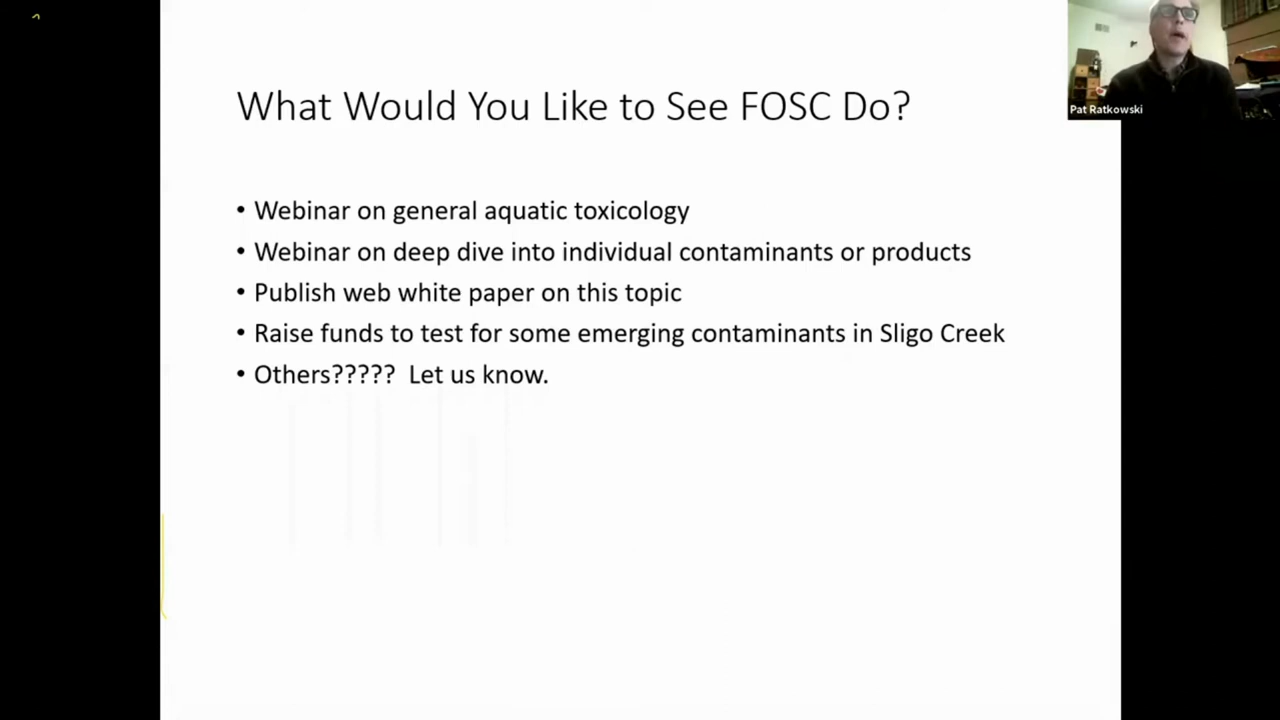 What Would You Like to See FOSC Do?
Pat Ratkowski
• Webinar on general aquatic toxicology
• Webinar on deep dive into individual contaminants or products
• Publish web white paper on this topic
• Raise funds to test for some emerging contaminants in Sligo Creek
• Others????? Let us know.